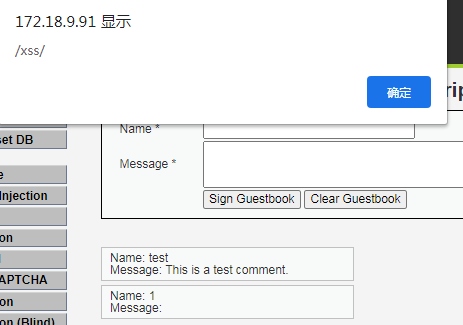 172.18.9.91 显示
/xss/
确定
rip
set DB
Name *
Message *
e
Injection
Sign Guestbook Clear Guestbook
on
APTCHA
Name: test
Message: This is a test comment.
on
Name: 1
Message:
on (Blind)